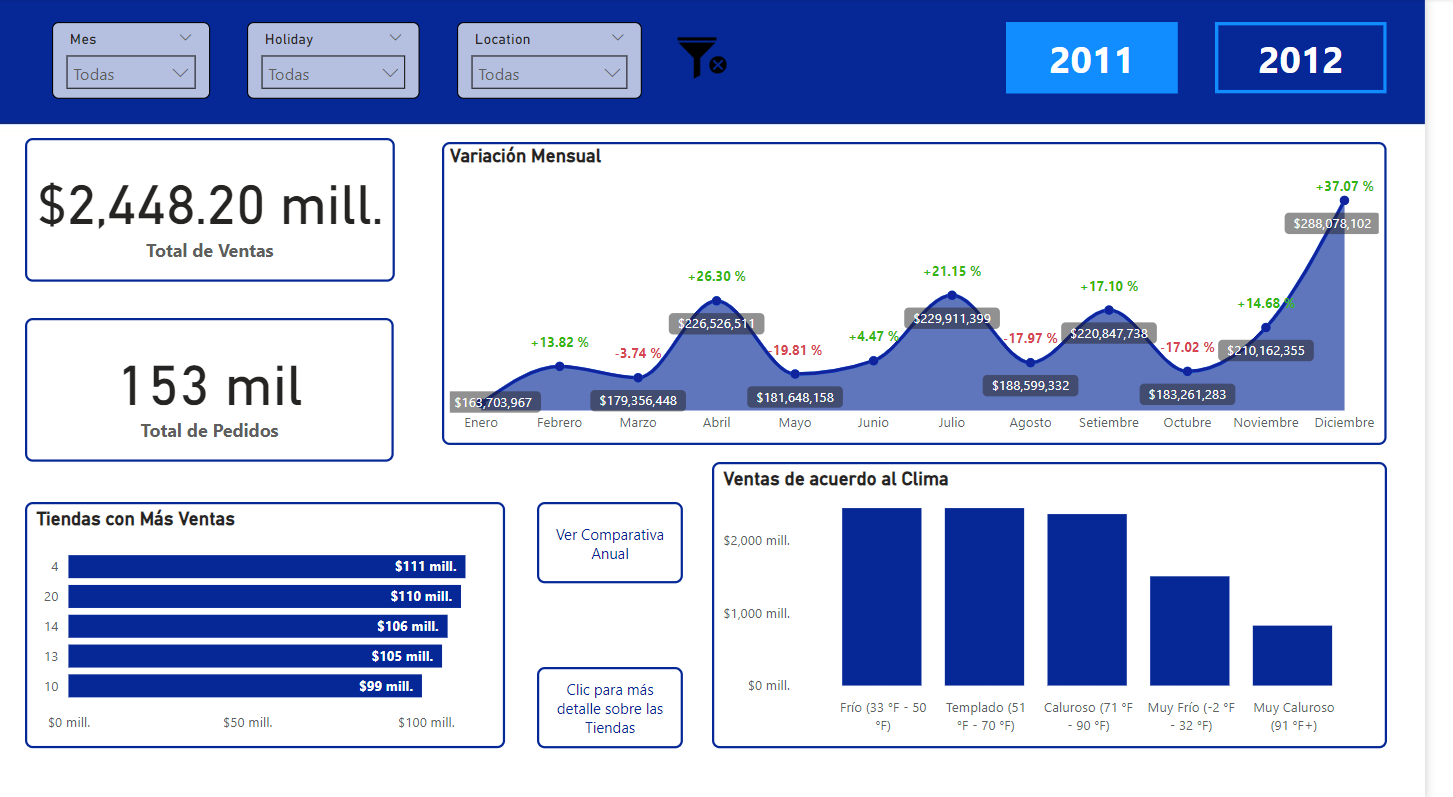 Mes
Todas
Holiday
Todas
Location
Todas
2011
2012
$2,448.20 mill.
Total de Ventas
153 mil
Total de Pedidos
Variación Mensual
+13.82 %
-3.74 %
+26.30 %
-19.81 %
+4.47 %
+21.15 %
-17.97 %
+17.10 %
-17.02 %
+14.68 %
+37.07 %
$163,703,967
$179,356,448
$226,526,511
$181,648,158
$229,911,399
$188,599,332
$220,847,738
$183,261,283
$210,162,355
$288,078,102
Enero
Febrero
Marzo
Abril
Mayo
Junio
Julio
Agosto
Setiembre
Octubre
Noviembre
Diciembre
Tiendas con Más Ventas
4
$111 mill.
20
$110 mill.
14
$106 mill.
13
$105 mill.
10
$99 mill.
$0 mill.
$50 mill.
$100 mill.
Ver Comparativa
Anual
Clic para más
detalle sobre las
Tiendas
Ventas de acuerdo al Clima
$2,000 mill.
$1,000 mill.
$0 mill.
Frío (33 °F - 50
°F)
Templado (51
°F - 70 °F)
Caluroso (71 °F
- 90 °F)
Muy Frío (-2 °F
- 32 °F)
Muy Caluroso
(91 °F+)